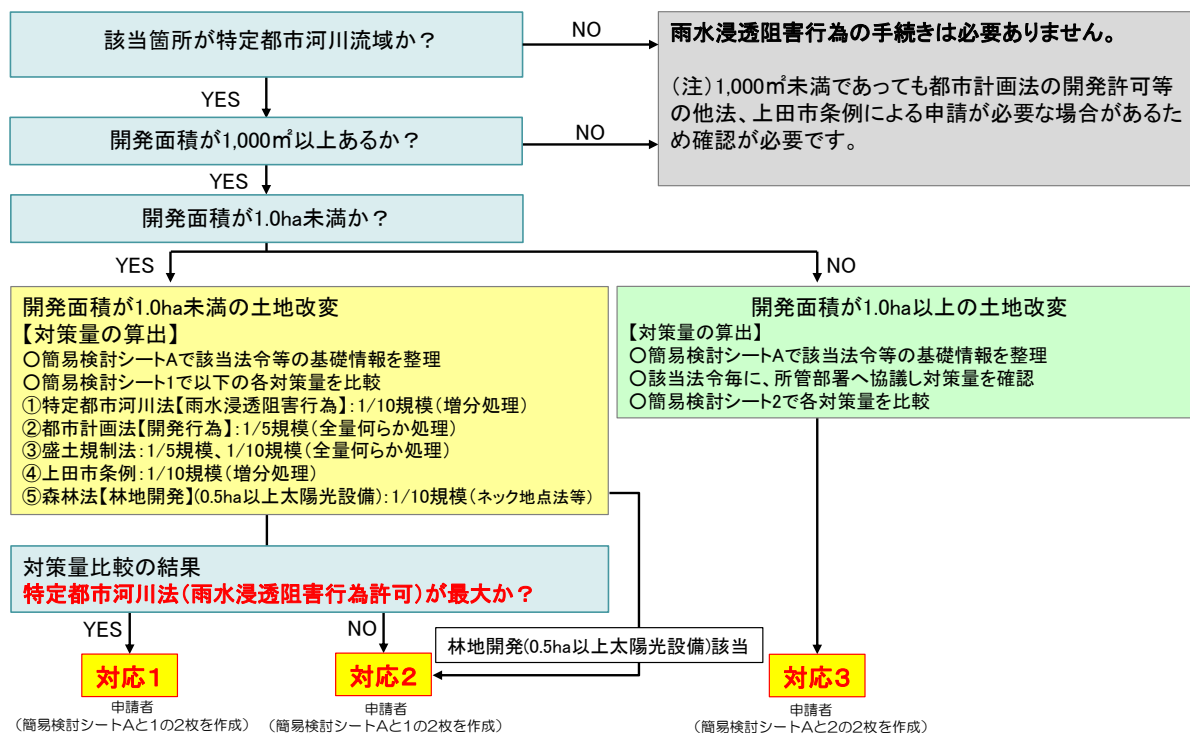 該当箇所が特定都市河川流域か？
NO
雨水浸透阻害行為の手続きは必要ありません。
（注）1,000㎡未満であっても都市計画法の開発許可等
の他法、上田市条例による申請が必要な場合があるた
め確認が必要です。
YES
開発面積が1,000㎡以上あるか？
NO
YES
開発面積が1.0ha未満か？
YES
NO
開発面積が1.0ha未満の土地改変
【対策量の算出】
○簡易検討シートAで該当法令等の基礎情報を整理
○簡易検討シート1で以下の各対策量を比較
①特定都市河川法【雨水浸透阻害行為】：1/10規模（増分処理）
②都市計画法【開発行為】：1/5規模（全量何らか処理）
③盛土規制法：1/5規模、1/10規模（全量何らか処理）
④上田市条例：1/10規模（増分処理）
⑤森林法【林地開発】(0.5ha以上太陽光設備)：1/10規模（ネック地点法等）
開発面積が1.0ha以上の土地改変
【対策量の算出】
○簡易検討シートAで該当法令等の基礎情報を整理
○該当法令毎に、所管部署へ協議し対策量を確認
○簡易検討シート2で各対策量を比較
対策量比較の結果
特定都市河川法（雨水浸透阻害行為許可）が最大か？
YES
NO
林地開発(0.5ha以上太陽光設備)該当
対応１
対応２
対応３
申請者
（簡易検討シートAと1の2枚を作成）
申請者
（簡易検討シートAと1の2枚を作成）
申請者
（簡易検討シートAと2の2枚を作成）